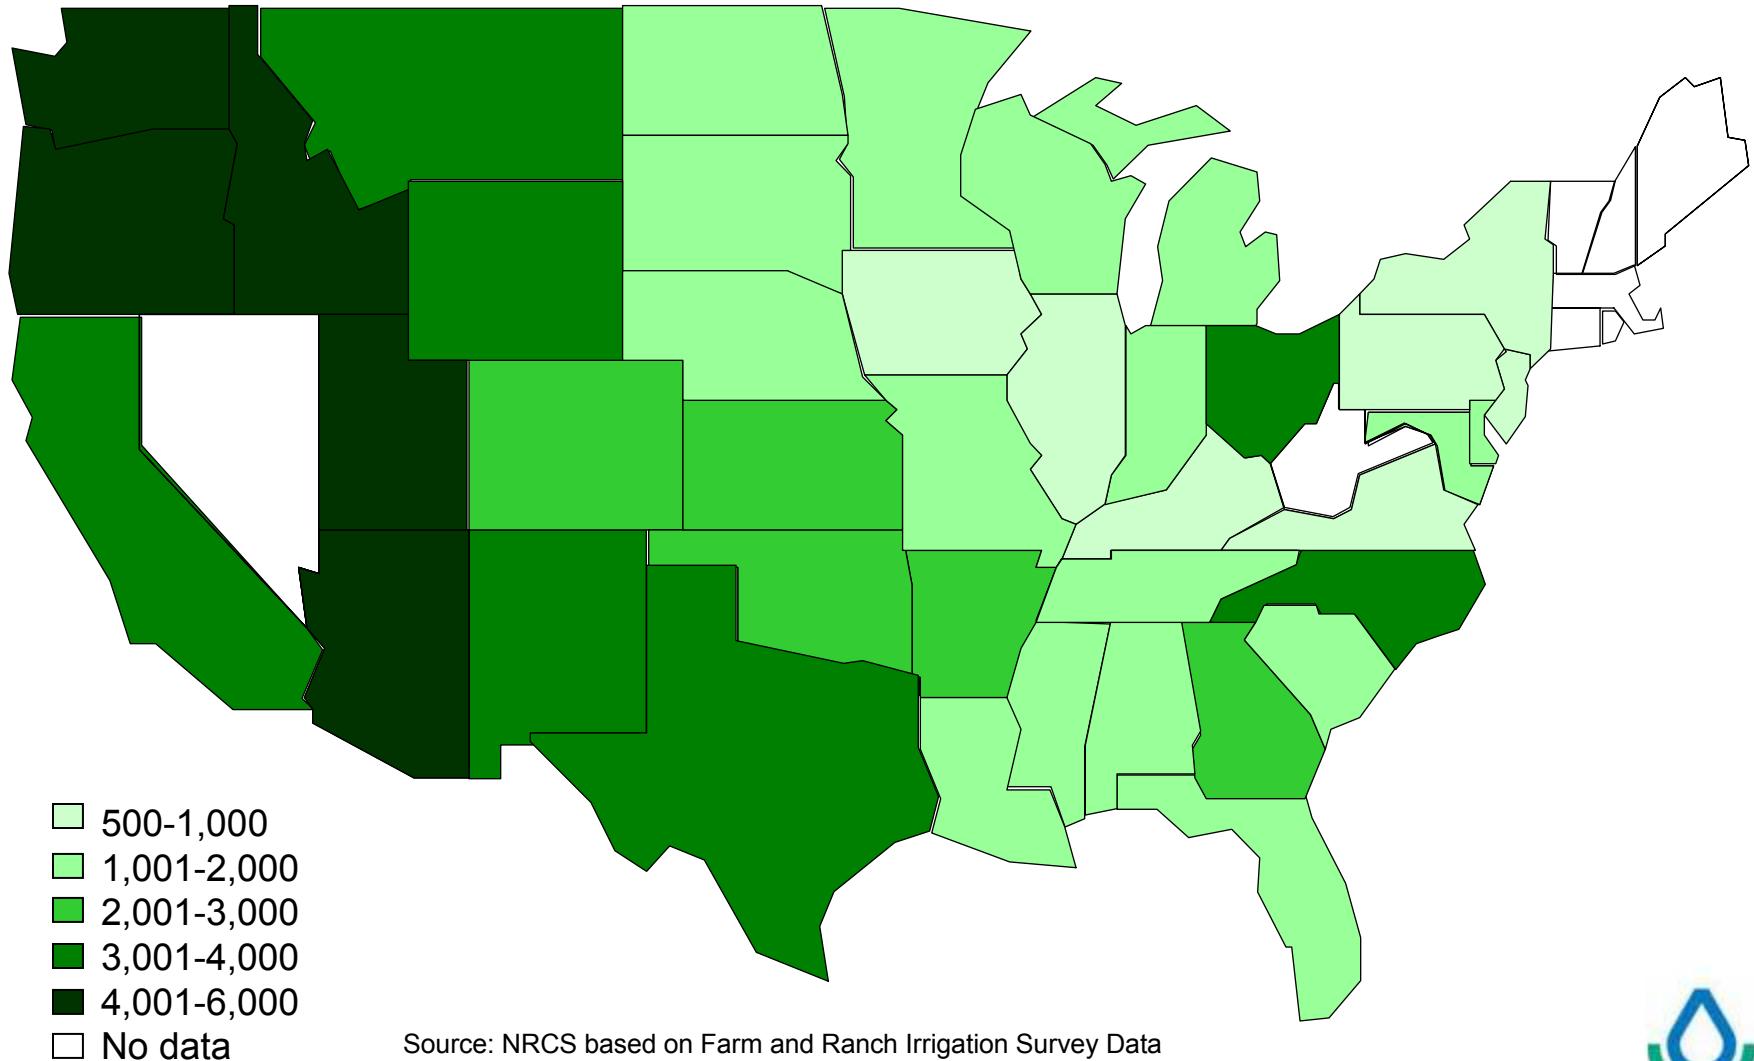 500-1,000
1,001-2,000
2,001-3,000
3,001-4,000
4,001-6,000
No data
Source: NRCS based on Farm and Ranch Irrigation Survey Data